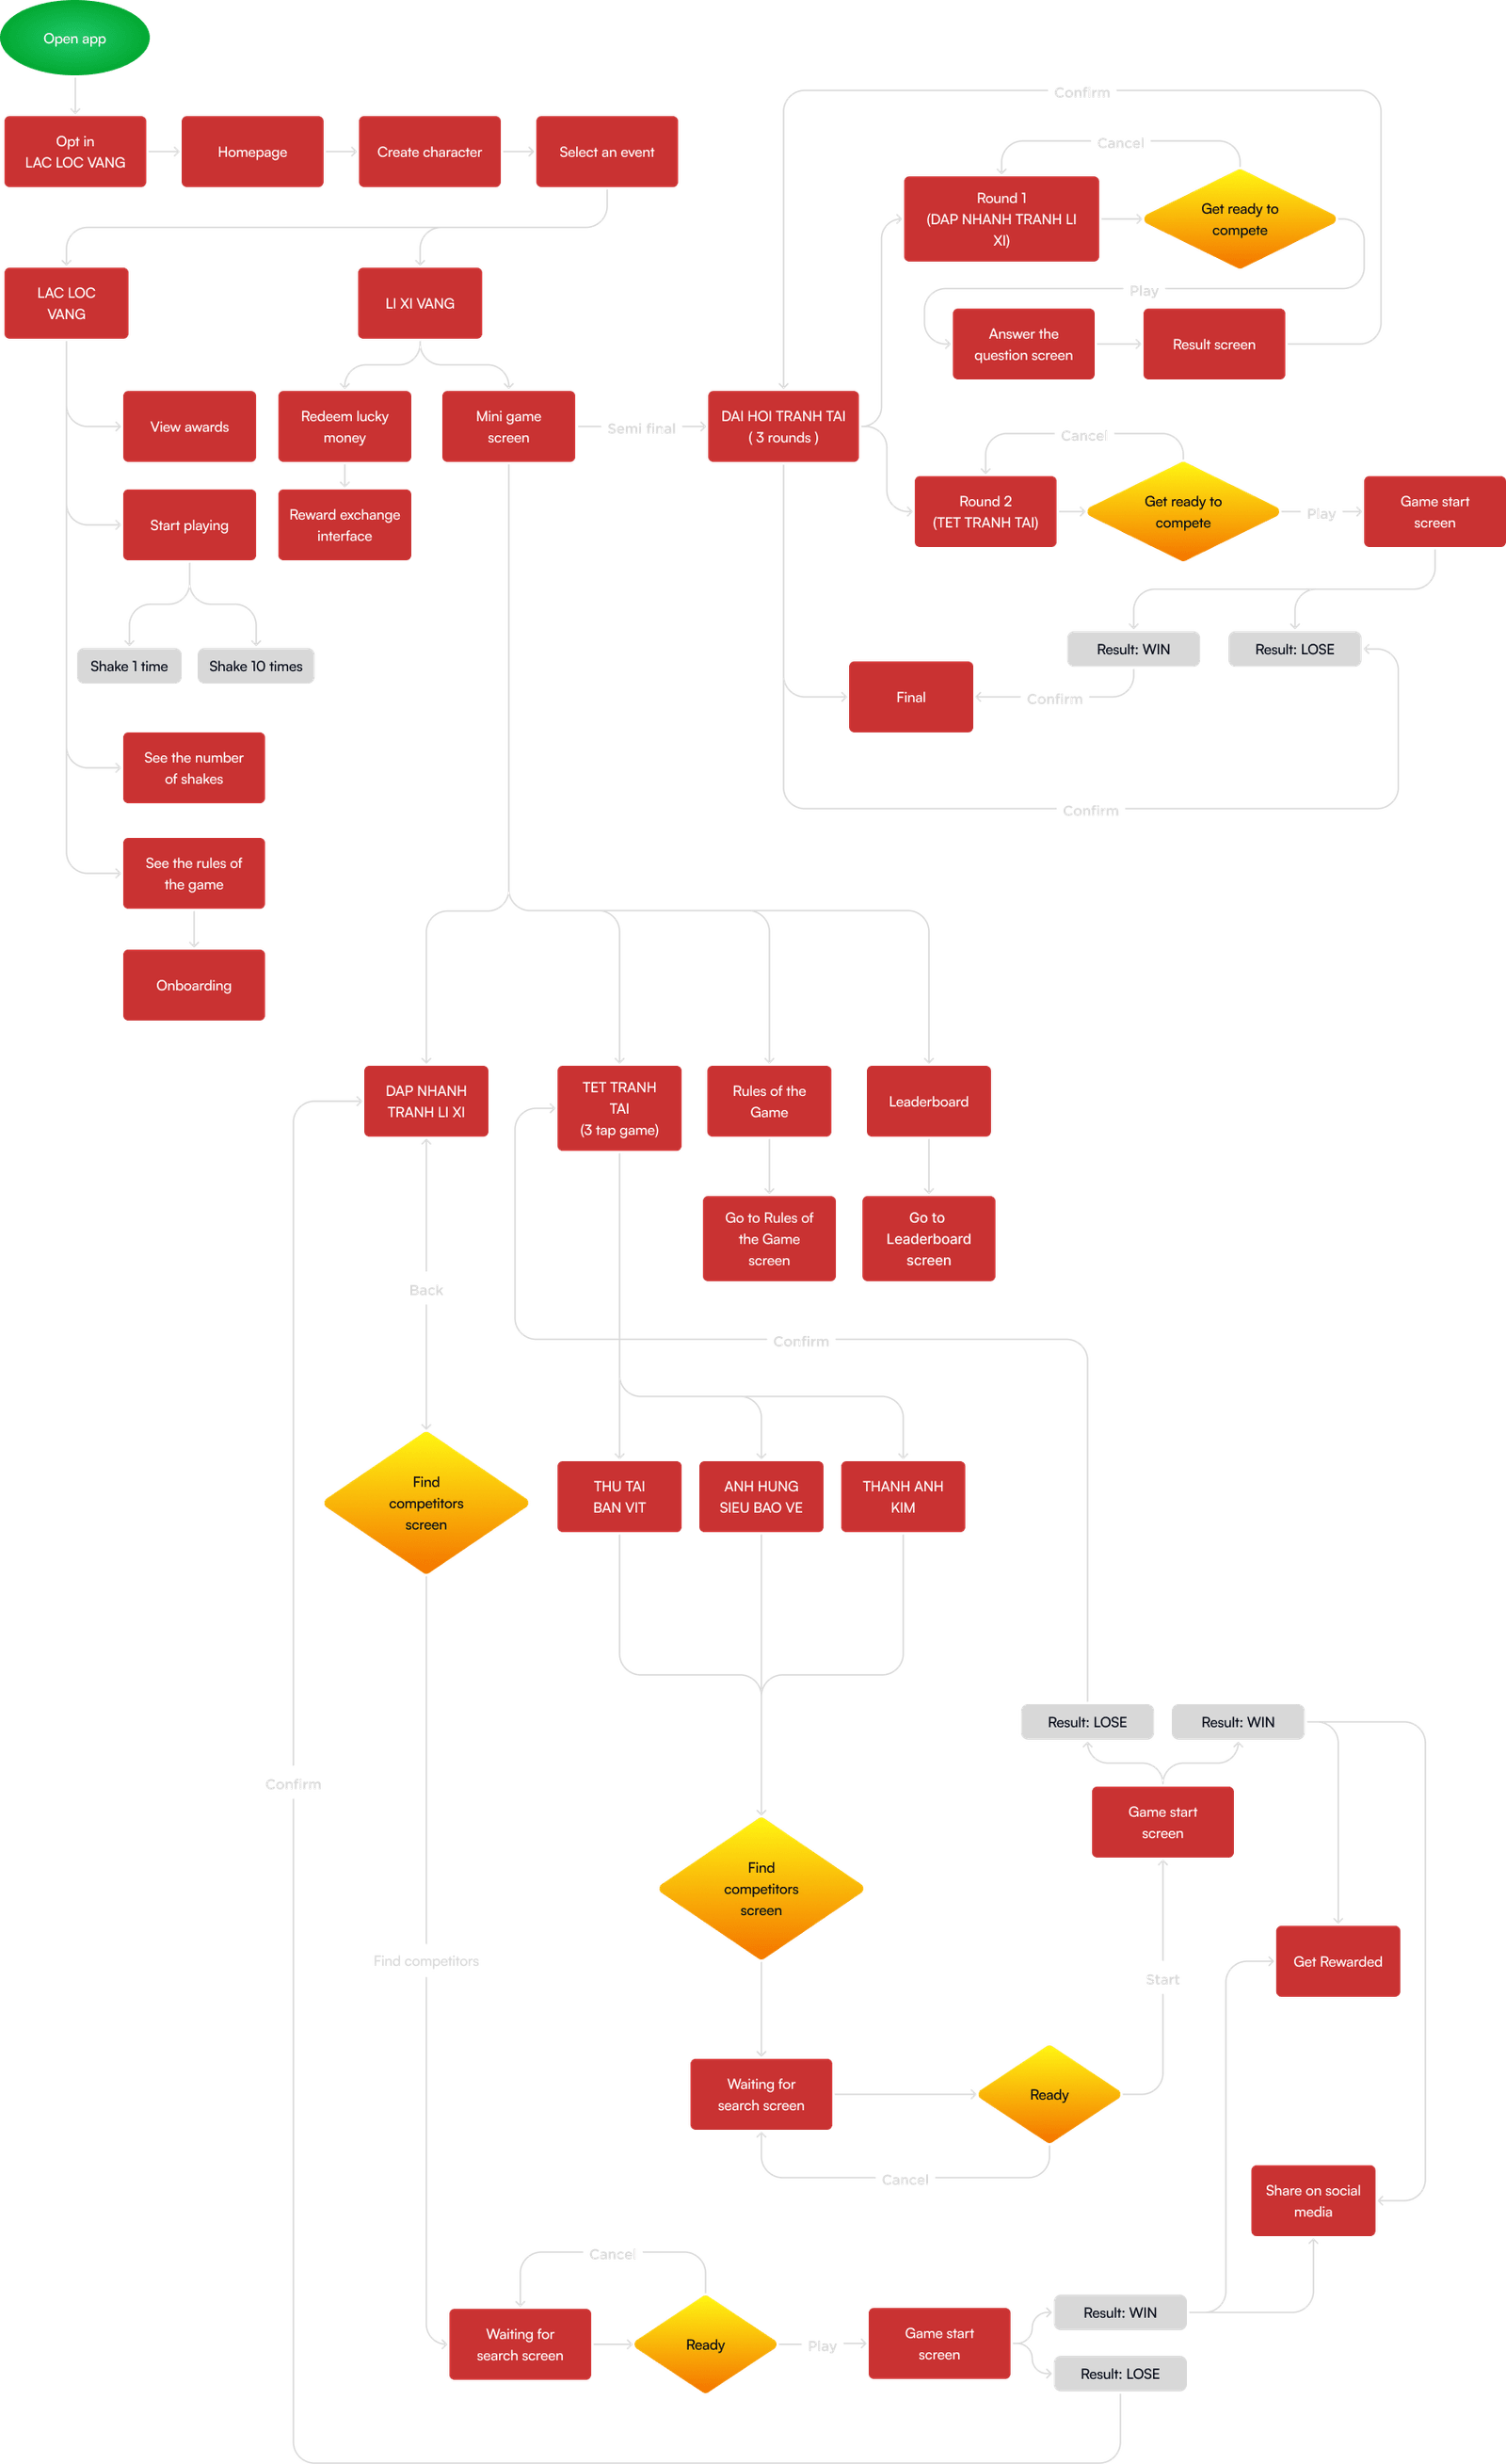 Open app
Opt in
LAC LOC VANG
Homepage
Create character
Select an event
LAC LOC
VANG
LI XI VANG
View awards
Start playing
Shake 1 time
Shake 10 times
See the number
of shakes
See the rules of
the game
Onboarding
Redeem lucky
money
Reward exchange
interface
Mini game
screen
Semi final
DAI HOI TRANH TAI
( 3 rounds )
Confirm
Cancel
Round 1
(DAP NHANH TRANH LI
XI)
Get ready to
compete
Play
Answer the
question screen
Result screen
Cancel
Round 2
(TET TRANH TAI)
Get ready to
compete
Play
Game start
screen
Result: WIN
Result: LOSE
Final
Confirm
Confirm
DAP NHANH
TRANH LI XI
TET TRANH
TAI
(3 tap game)
Rules of the
Game
Leaderboard
Go to Rules of
the Game
screen
Go to
Leaderboard
screen
Back
Confirm
Find
competitors
screen
THU TAI
BAN VIT
ANH HUNG
SIEU BAO VE
THANH ANH
KIM
Result: LOSE
Result: WIN
Confirm
Game start
screen
Find
competitors
screen
Find competitors
Start
Get Rewarded
Waiting for
search screen
Ready
Cancel
Share on social
media
Cancel
Waiting for
search screen
Ready
Play
Game start
screen
Result: WIN
Result: LOSE